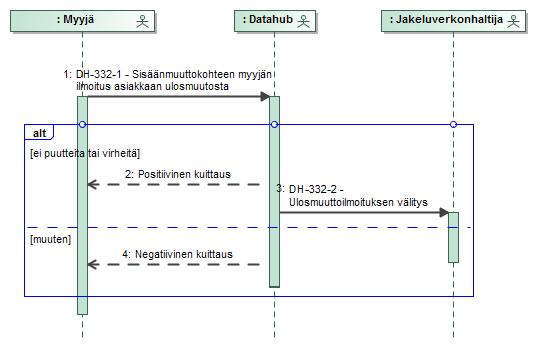 : Myyjä
: Datahub
: Jakeluverkonhaltija
1: DH-332-1 - Sisäänmuuttokohteen myyjän
ilmoitus asiakkaan ulosmuutosta
alt
[ei puutteita tai virheitä]
2: Positiivinen kuittaus
3: DH-332-2 -
Ulosmuuttoilmoituksen välitys
[muuten]
4: Negatiivinen kuittaus